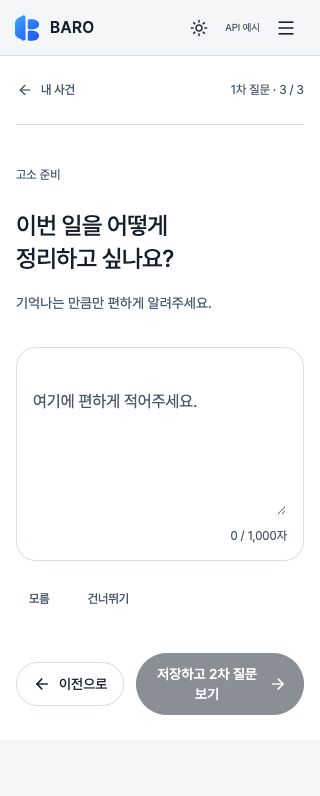 BARO
API 예시
내 사건
1차 질문 · 3 / 3
고소 준비
이번 일을 어떻게
정리하고 싶나요?
기억나는 만큼만 편하게 알려주세요.
여기에 편하게 적어주세요.
0 / 1,000자
모름
건너뛰기
이전으로
저장하고 2차 질문
보기